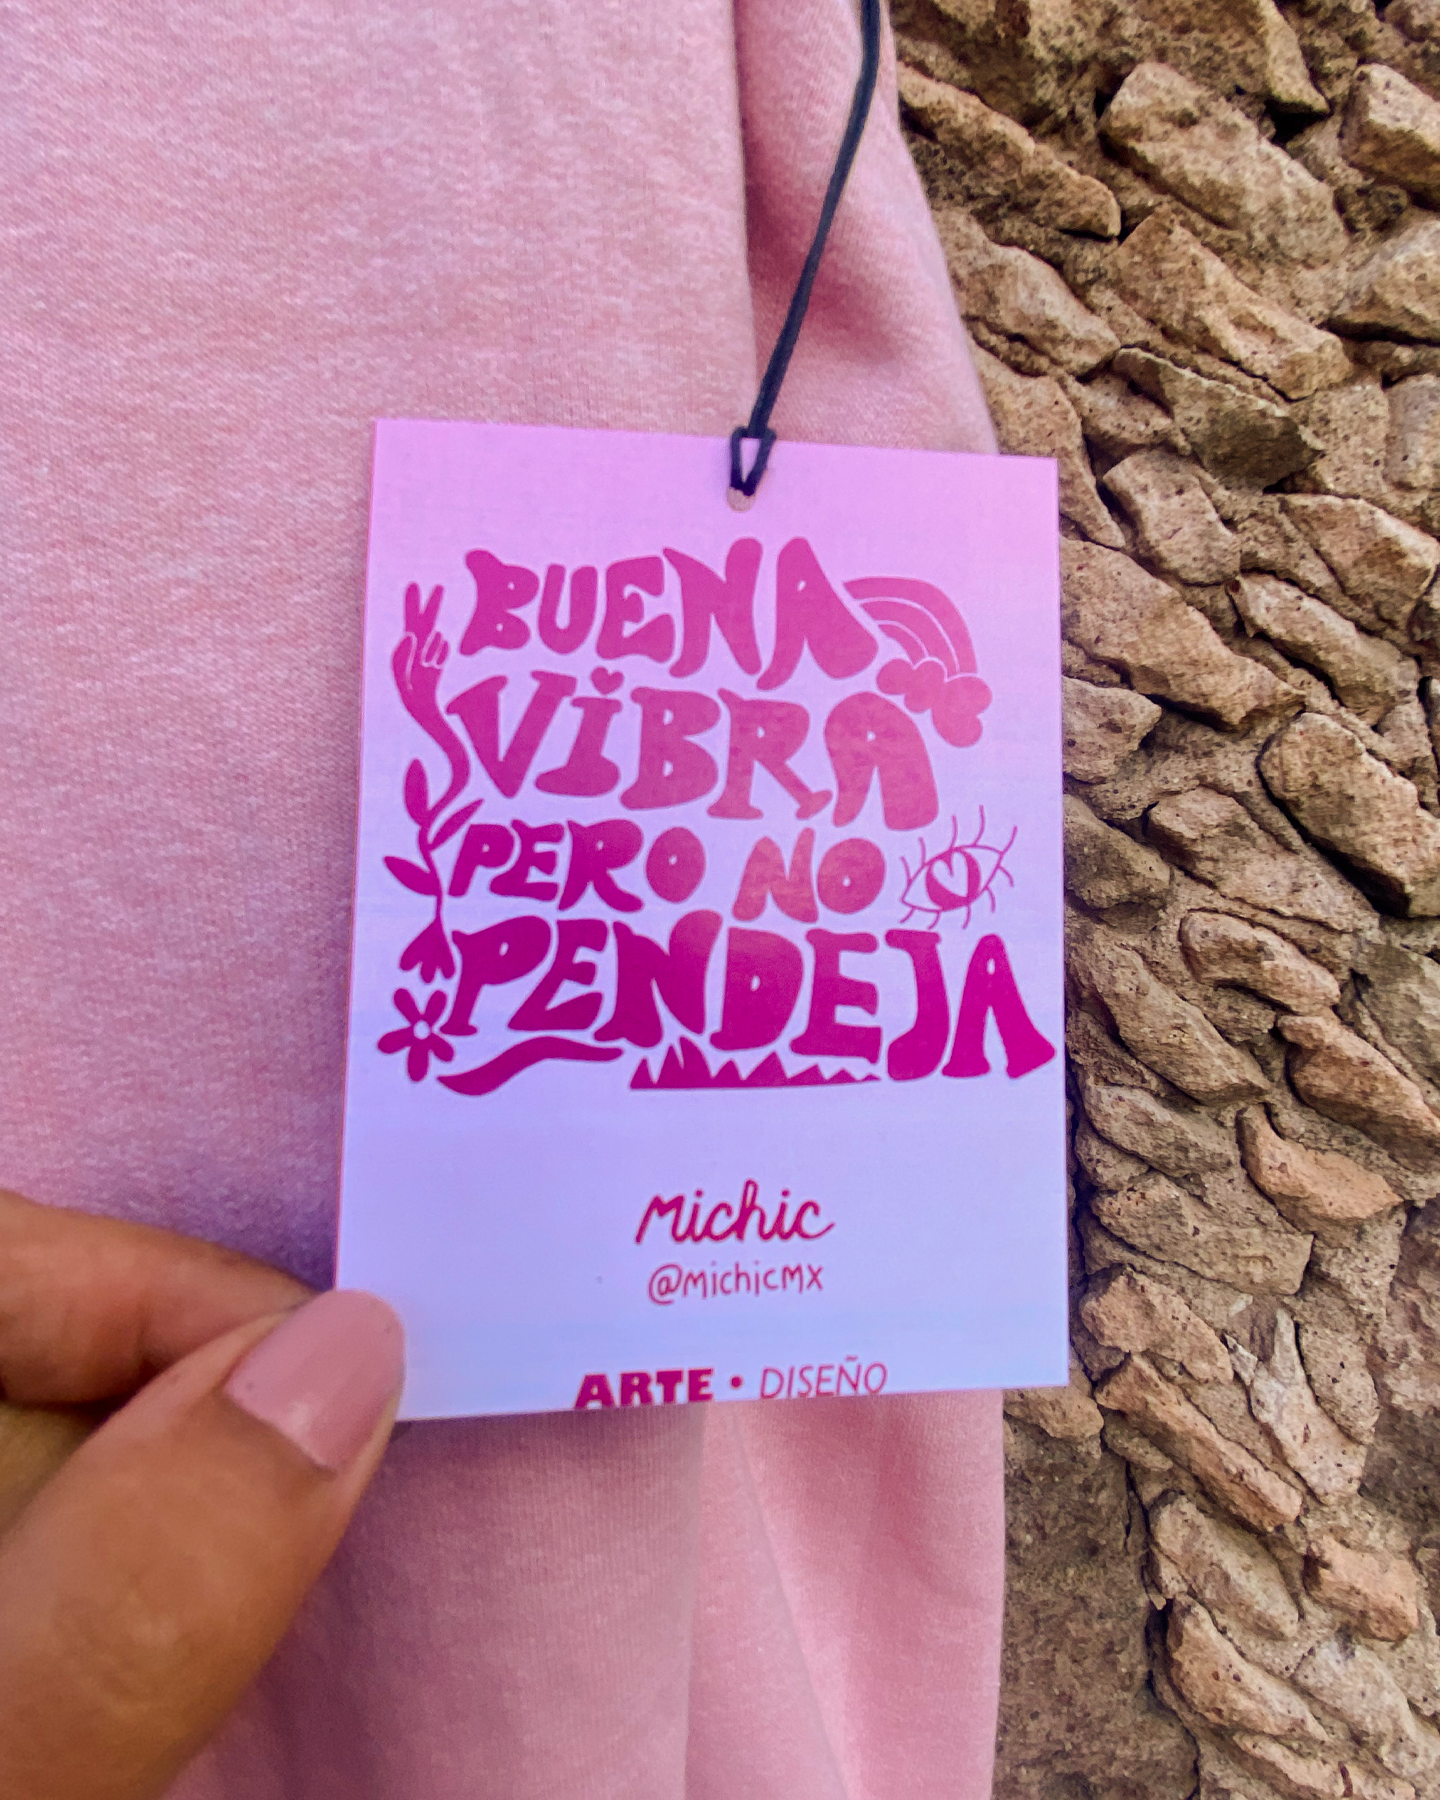 BUENA
VIBRA
PERO NO
PENDEJA
Michic
@MichicMX
ARTE • DISEÑO